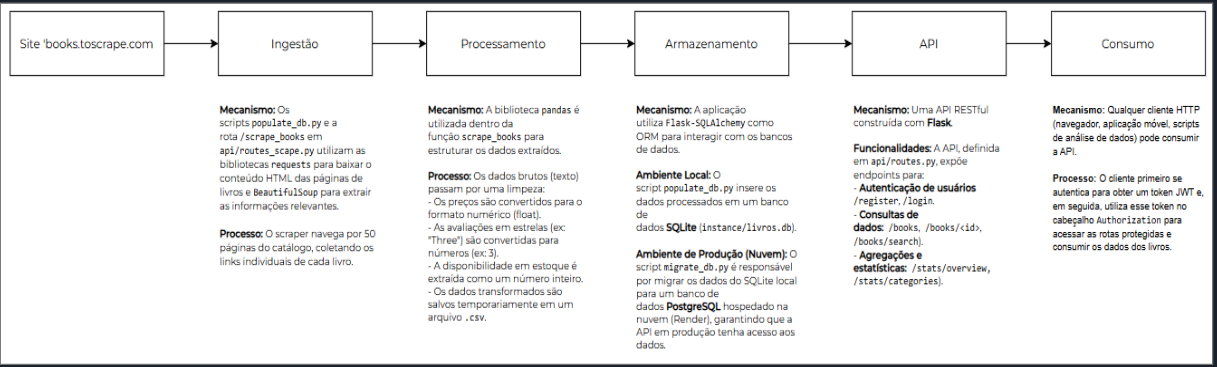 Site 'books.toscrape.com
Ingestão
Processamento
Armazenamento
API
Consumo
Mecanismo: Os
scripts populate_db.py e a
rota /scrape_books em
api/routes_scape.py utilizam as
bibliotecas requests para baixar o
conteúdo HTML das páginas de
livros e BeautifulSoup para extrair
as informações relevantes.
Processo: O scraper navega por 50
páginas do catálogo, coletando os
links individuais de cada livro.
Mecanismo: A biblioteca pandas é
utilizada dentro da
função scrape_books para
estruturar os dados extraídos.
Processo: Os dados brutos (texto)
passam por uma limpeza:
- Os preços são convertidos para o
formato numérico (float).
- As avaliações em estrelas (ex:
"Three") são convertidas para
números (ex: 3).
- A disponibilidade em estoque é
extraída como um número inteiro.
- Os dados transformados são
salvos temporariamente em um
arquivo .csv.
Mecanismo: A aplicação
utiliza Flask-SQLAlchemy como
ORM para interagir com os bancos
de dados.
Ambiente Local: O
script populate_db.py insere os
dados processados em um banco
de
dados SQLite (instance/livros.db).
Ambiente de Produção (Nuvem): O
script migrate_db.py é responsável
por migrar os dados do SQLite local
para um banco de
dados PostgreSQL hospedado na
nuvem (Render), garantindo que a
API em produção tenha acesso aos
dados.
Mecanismo: Uma API RESTful
construída com Flask.
Funcionalidades: A API, definida
em api/routes.py, expõe
endpoints para:
- Autenticação de usuários
/register, /login.
- Consultas de
dados: /books, /books/<id>,
/books/search).
- Agregações e
estatísticas: /stats/overview,
/stats/categories).
Mecanismo: Qualquer cliente HTTP
(navegador, aplicação móvel, scripts
de análise de dados) pode consumir
a API.
Processo: O cliente primeiro se
autentica para obter um token JWT e,
em seguida, utiliza esse token no
cabeçalho Authorization para
acessar as rotas protegidas e
consumir os dados dos livros.